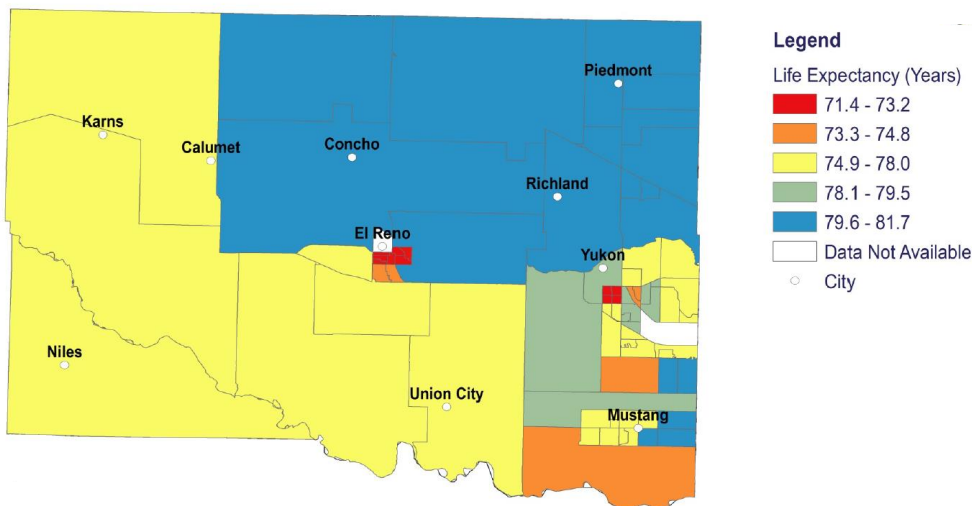 Piedmont
Karns
Calumet
Concho
Richland
El Reno
Yukon
Niles
Union City
Mustang
Legend
Life Expectancy (Years)
71.4 - 73.2
73.3 - 74.8
74.9 - 78.0
78.1 - 79.5
79.6 - 81.7
Data Not Available
City